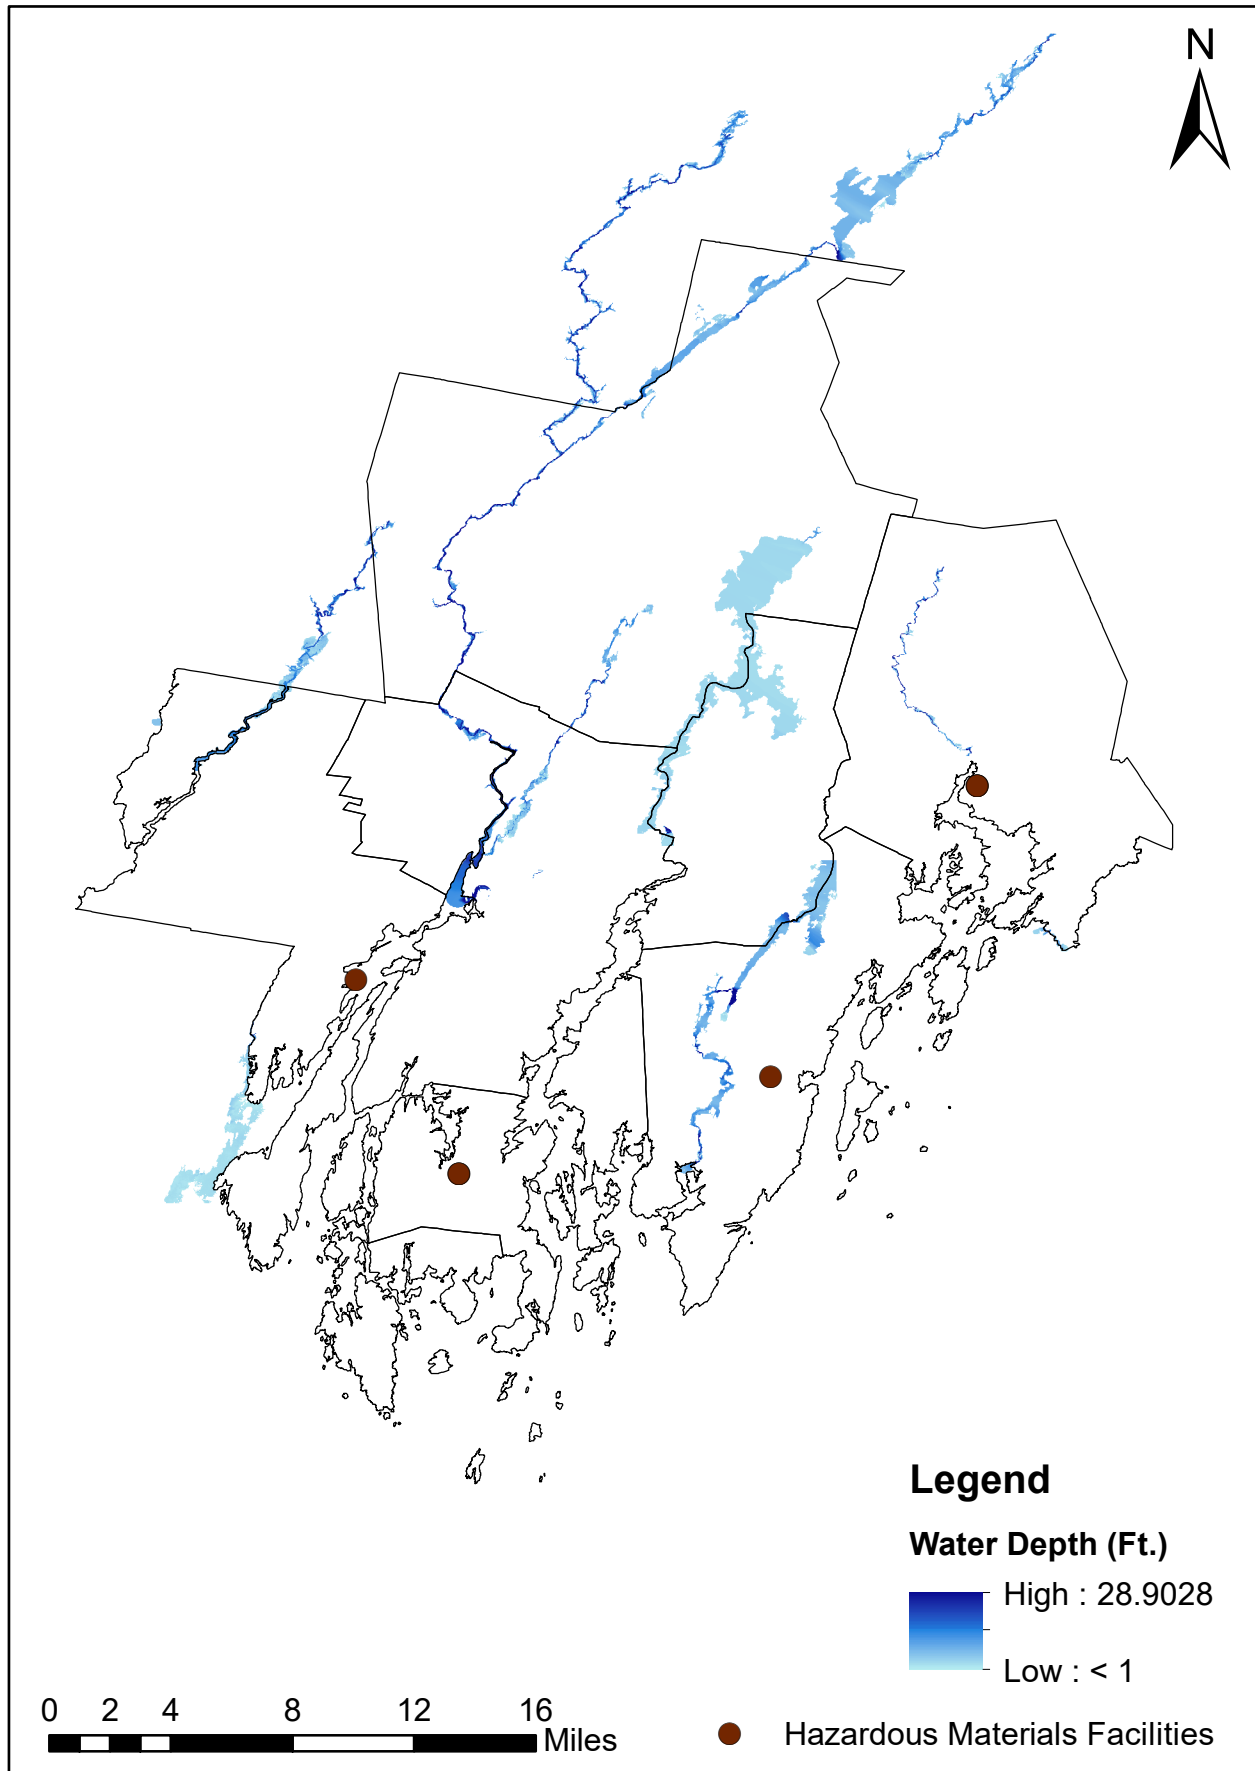 N
Legend
Water Depth (Ft.)
High : 28.9028
Low : < 1
0 2 4 8 12 16
Miles
Hazardous Materials Facilities